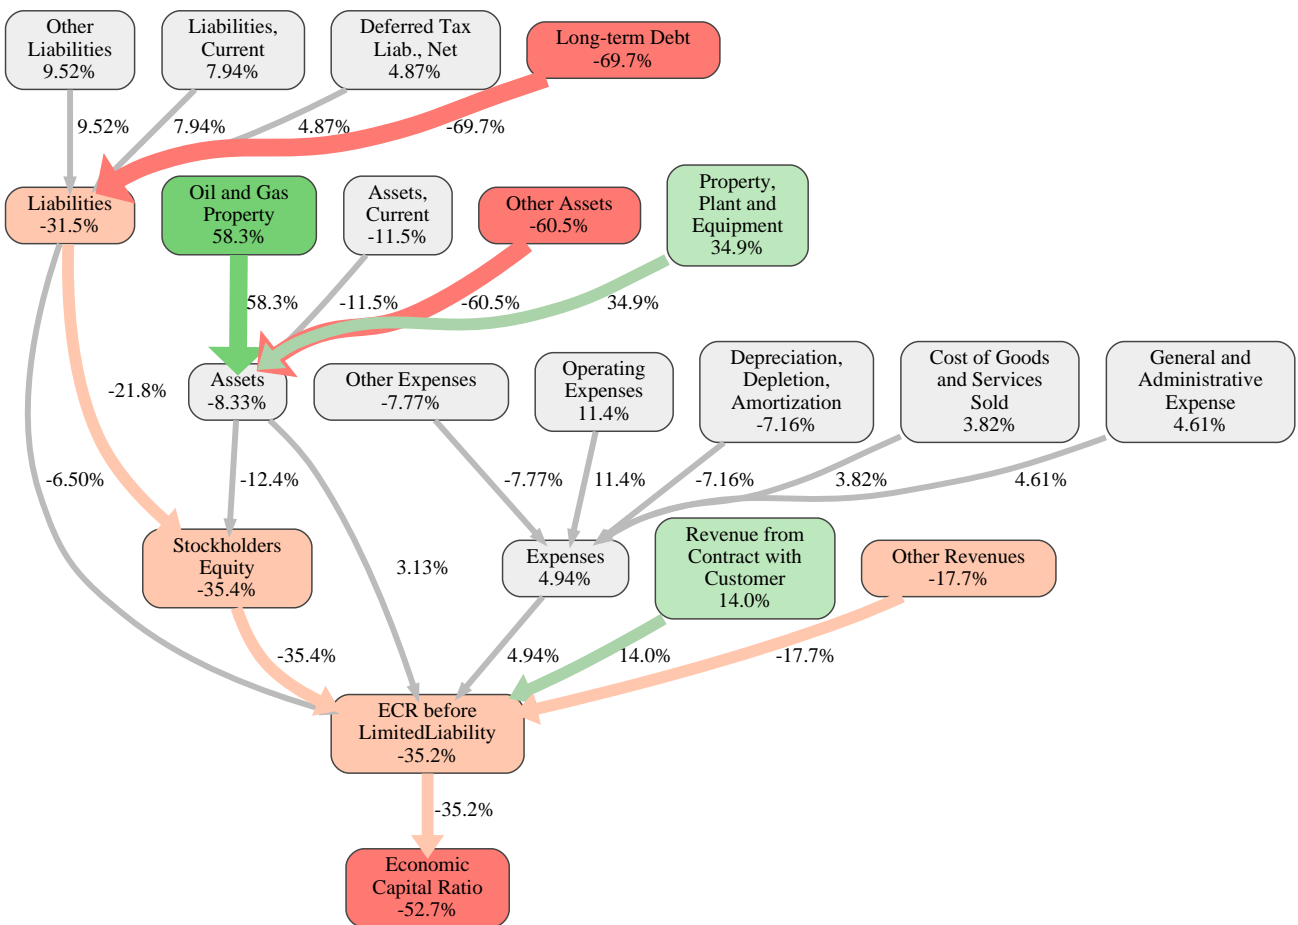 Other
Liabilities
9.52%
Liabilities,
Current
7.94%
Deferred Tax
Liab., Net
4.87%
Long-term Debt
-69.7%
9.52%
7.94%
4.87%
-69.7%
Liabilities
-31.5%
Oil and Gas
Property
58.3%
Assets,
Current
-11.5%
Other Assets
-60.5%
Property,
Plant and
Equipment
34.9%
58.3%
-11.5%
-60.5%
34.9%
Assets
-8.33%
Other Expenses
-7.77%
Operating
Expenses
11.4%
Depreciation,
Depletion,
Amortization
-7.16%
Cost of Goods
and Services
Sold
3.82%
General and
Administrative
Expense
4.61%
-21.8%
-6.50%
-12.4%
-7.77%
11.4%
-7.16%
3.82%
4.61%
Stockholders
Equity
-35.4%
3.13%
Expenses
4.94%
Revenue from
Contract with
Customer
14.0%
Other Revenues
-17.7%
-35.4%
4.94%
14.0%
-17.7%
ECR before
LimitedLiability
-35.2%
-35.2%
Economic
Capital Ratio
-52.7%